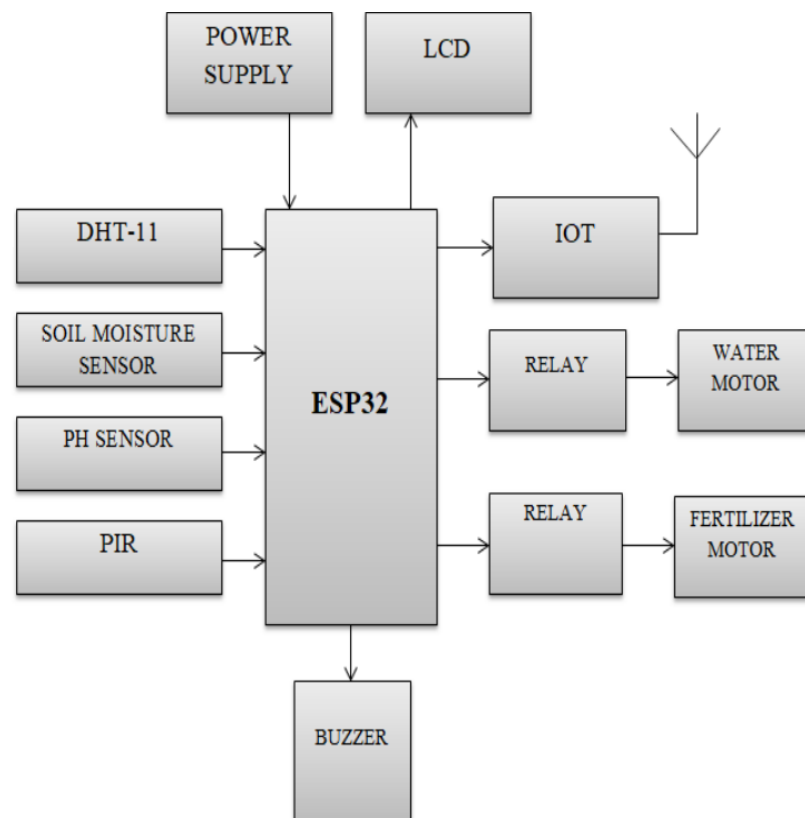 POWER
SUPPLY
LCD
DHT-11
IOT
SOIL MOISTURE
SENSOR
ESP32
RELAY
WATER
MOTOR
PH SENSOR
PIR
RELAY
FERTILIZER
MOTOR
BUZZER